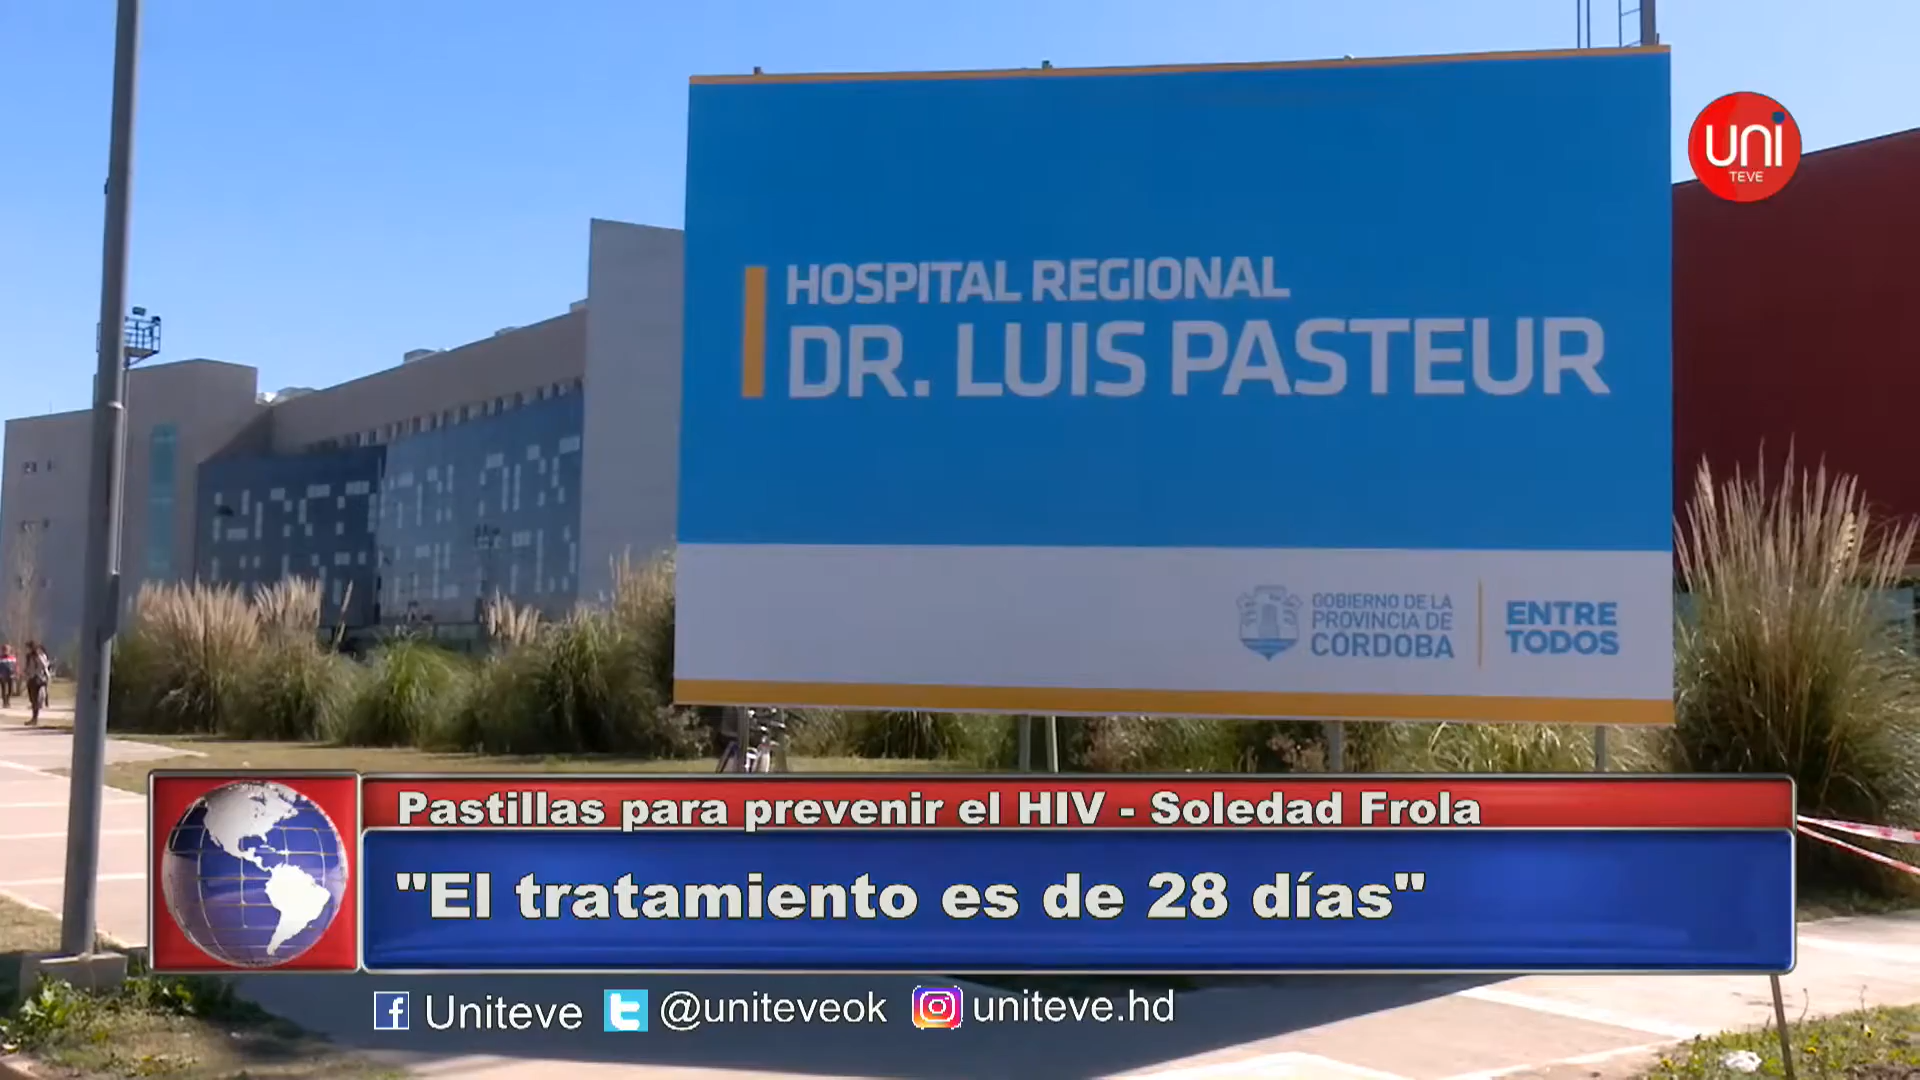 uni
TEVE
HOSPITAL REGIONAL
DR. LUIS PASTEUR
GOBIERNO DE LA
PROVINCIA DE
CÓRDOBA
ENTRE
TODOS
Pastillas para prevenir el HIV - Soledad Frola
"El tratamiento es de 28 días"
Uniteve @uniteveok uniteve.hd